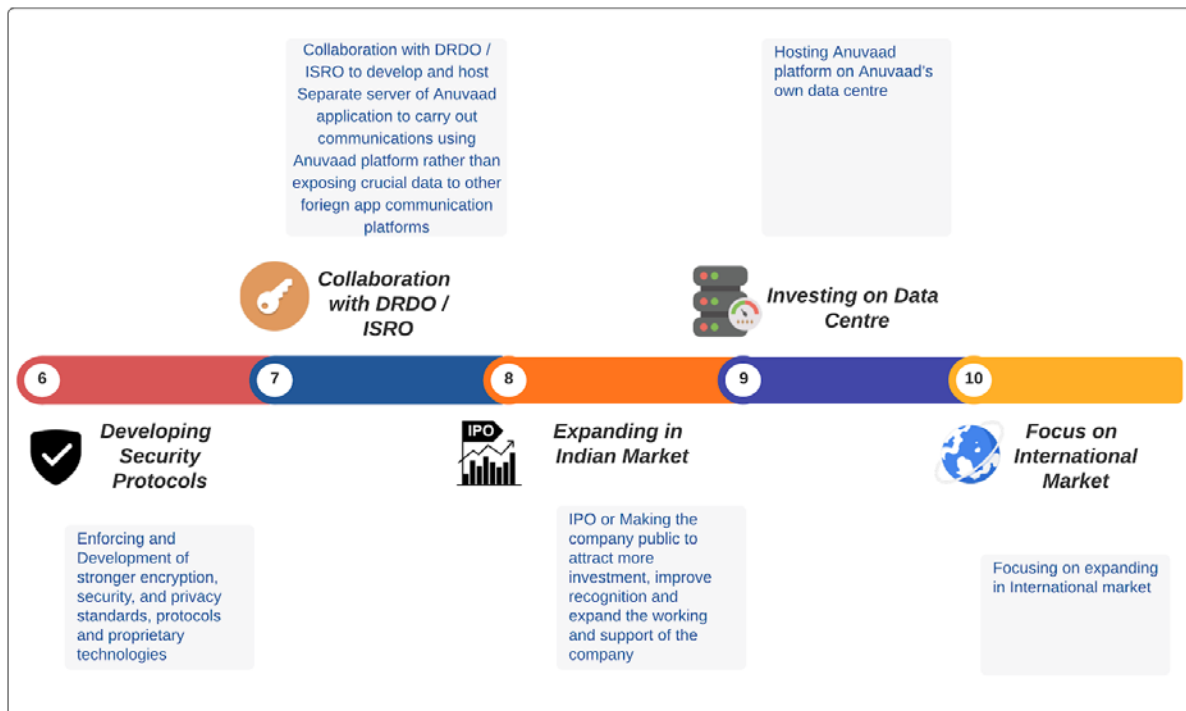 Collaboration with DRDO /
ISRO to develop and host
Separate server of Anuvaad
application to carry out
communications using
Anuvaad platform rather than
exposing crucial data to other
foriegn app communication
platforms
Hosting Anuvaad
platform on Anuvaad's
own data centre
Collaboration
with DRDO /
ISRO
Investing on Data
Centre
6
7
8
9
10
Developing
Security
Protocols
IPO
Expanding in
Indian Market
Focus on
International
Market
Enforcing and
Development of
stronger encryption,
security, and privacy
standards, protocols
and proprietary
technologies
IPO or Making the
company public to
attract more
investment, improve
recognition and
expand the working
and support of the
company
Focusing on expanding
in International market